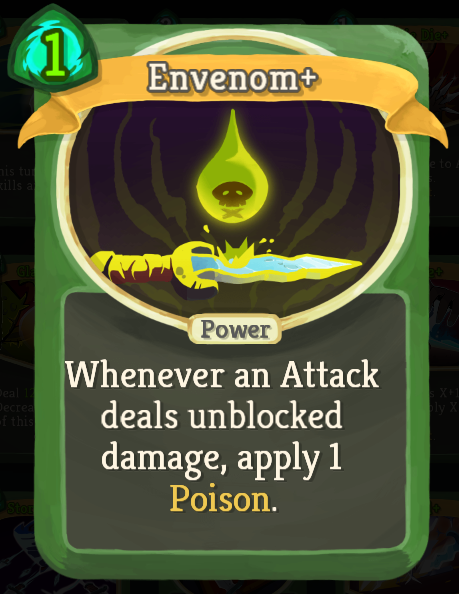 1
Envenom+
Power
Whenever an Attack
deals unblocked
damage, apply 1
Poison.